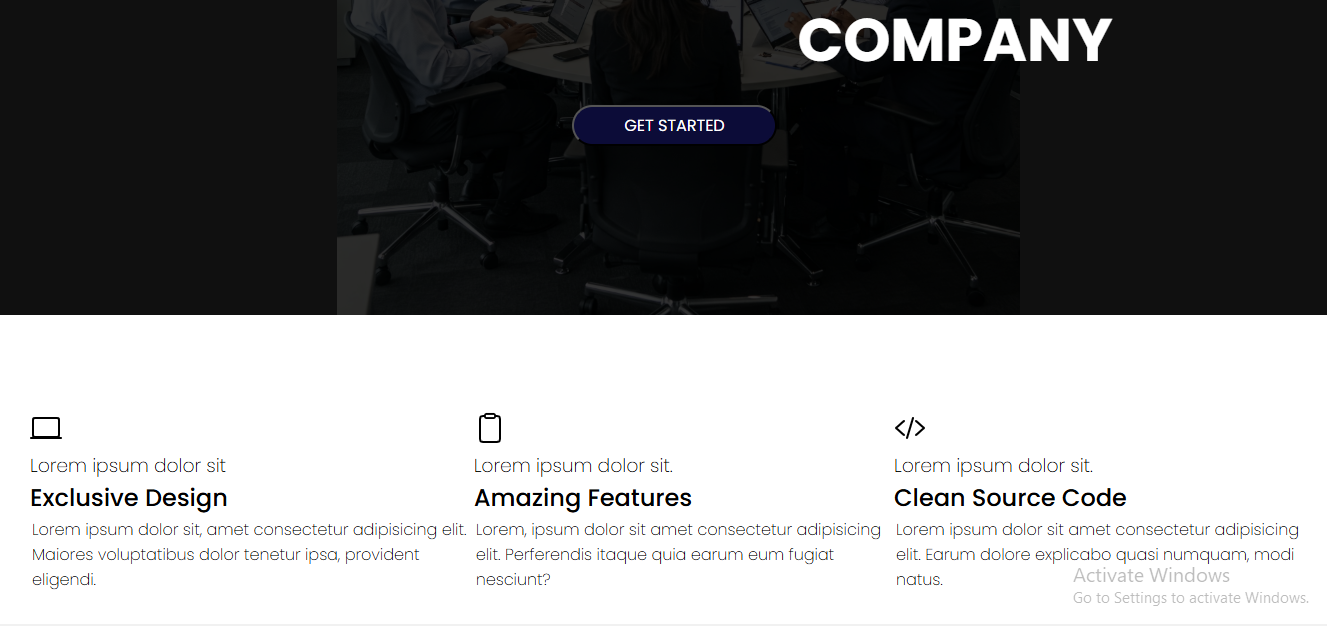 COMPANY
GET STARTED
Lorem ipsum dolor sit
Exclusive Design
Lorem ipsum dolor sit, amet consectetur adipisicing elit.
Maiores voluptatibus dolor tenetur ipsa, provident
eligendi.
Lorem ipsum dolor sit.
Amazing Features
Lorem, ipsum dolor sit amet consectetur adipisicing
elit. Perferendis itaque quia earum eum fugiat
nesciunt?
Lorem ipsum dolor sit.
Clean Source Code
Lorem ipsum dolor sit amet consectetur adipisicing
elit. Earum dolore explicabo quasi numquam, modi
natus.
Activate Windows
Go to Settings to activate Windows.